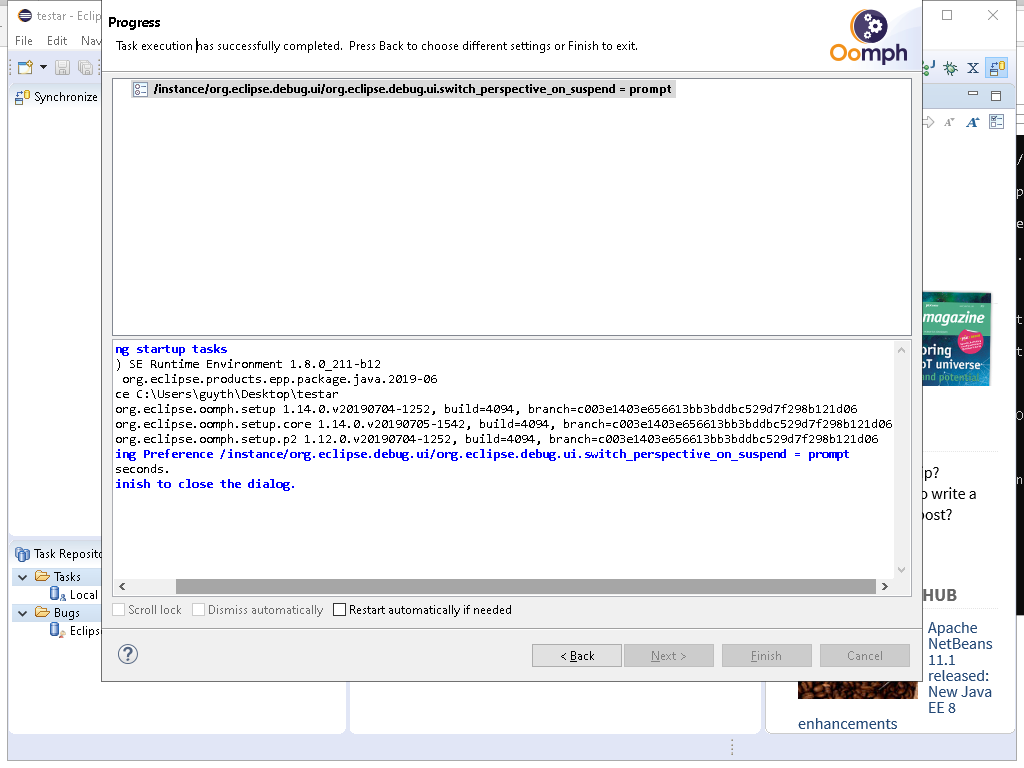 testar - Eclip
File Edit Nav
Synchronize
Progress
Task execution has successfully completed. Press Back to choose different settings or Finish to exit.
Oomph
/instance/org.eclipse.debug.ui/org.eclipse.debug.ui.switch_perspective_on_suspend = prompt
ng startup tasks
) SE Runtime Environment 1.8.0_211-b12
org.eclipse.products.epp.package.java.2019-06
ce C:\Users\guyth\Desktop\testar
org.eclipse.oomph.setup 1.14.0.v20190704-1252, build=4094, branch=c003e1403e656613bb3bddbc529d7f298b121d06
org.eclipse.oomph.setup.core 1.14.0.v20190705-1542, build=4094, branch=c003e1403e656613bb3bddbc529d7f298b121d06
org.eclipse.oomph.setup.p2 1.12.0.v20190704-1252, build=4094, branch=c003e1403e656613bb3bddbc529d7f298b121d06
ing Preference /instance/org.eclipse.debug.ui/org.eclipse.debug.ui.switch_perspective_on_suspend = prompt
seconds.
inish to close the dialog.
Scroll lock Dismiss automatically Restart automatically if needed
< Back Next > Finish Cancel
Task Reposito
Tasks
Local
Bugs
Eclips
magazine
pring
oT universe
and potential
ip?
o write a
post?
HUB
Apache
NetBeans
11.1
released:
New Java
EE 8
enhancements